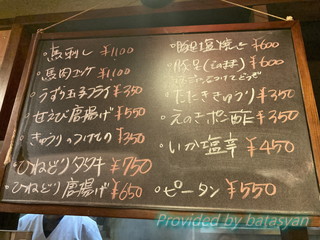 馬刺し ¥1100
馬肉ユッケ ¥1,100
うずら玉子フライ ¥350
せせり唐揚げ ¥550
きゅうりのつけもの ¥350
ひねどりタタキ ¥750
ひねどり唐揚げ ¥650
豚足塩焼き ¥600
豚足 ¥600
たたききゅうり ¥350
えのきポン酢 ¥350
いか塩辛 ¥450
ピータン ¥550
Provided by batasyan